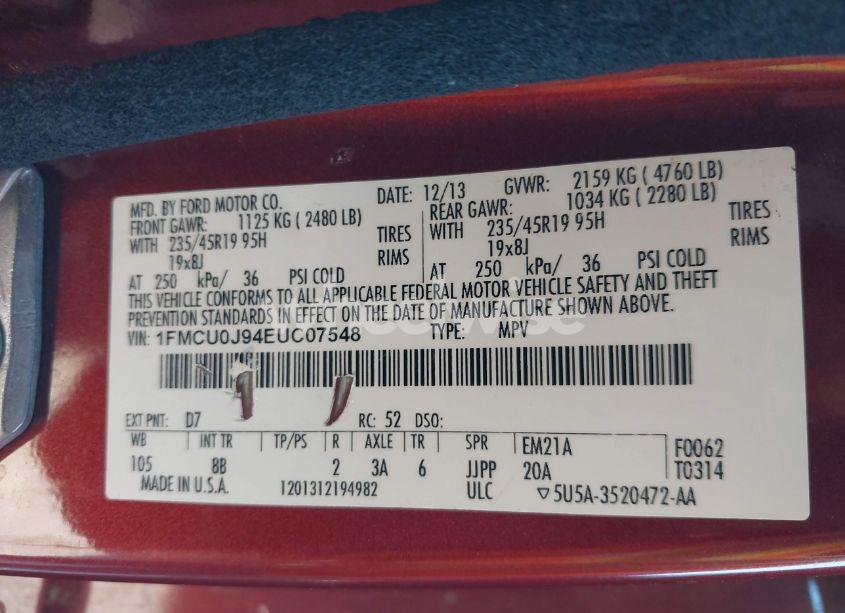 MFD. BY FORD MOTOR CO. DATE: 12/13 GVWR: 2159 KG ( 4760 LB)
FRONT GAWR: 1125 KG ( 2480 LB) REAR GAWR: 1034 KG ( 2280 LB)
WITH 235/45R19 95H TIRES WITH 235/45R19 95H TIRES
19x8J RIMS 19x8J RIMS
AT 250 kPa/ 36 PSI COLD AT 250 kPa/ 36 PSI COLD
THIS VEHICLE CONFORMS TO ALL APPLICABLE FEDERAL MOTOR VEHICLE SAFETY AND THEFT
PREVENTION STANDARDS IN EFFECT ON THE DATE OF MANUFACTURE SHOWN ABOVE.
VIN: 1FMCU0J94EUC07548 TYPE: MPV
EXT PNT: D7 RC: 52 DSO:
WB INT TR TP/PS R AXLE TR SPR EM21A F0062
105 8B 2 3A 6 JJPP 20A T0314
MADE IN U.S.A. 1201312194982 ULC ▽5U5A-3520472-AA